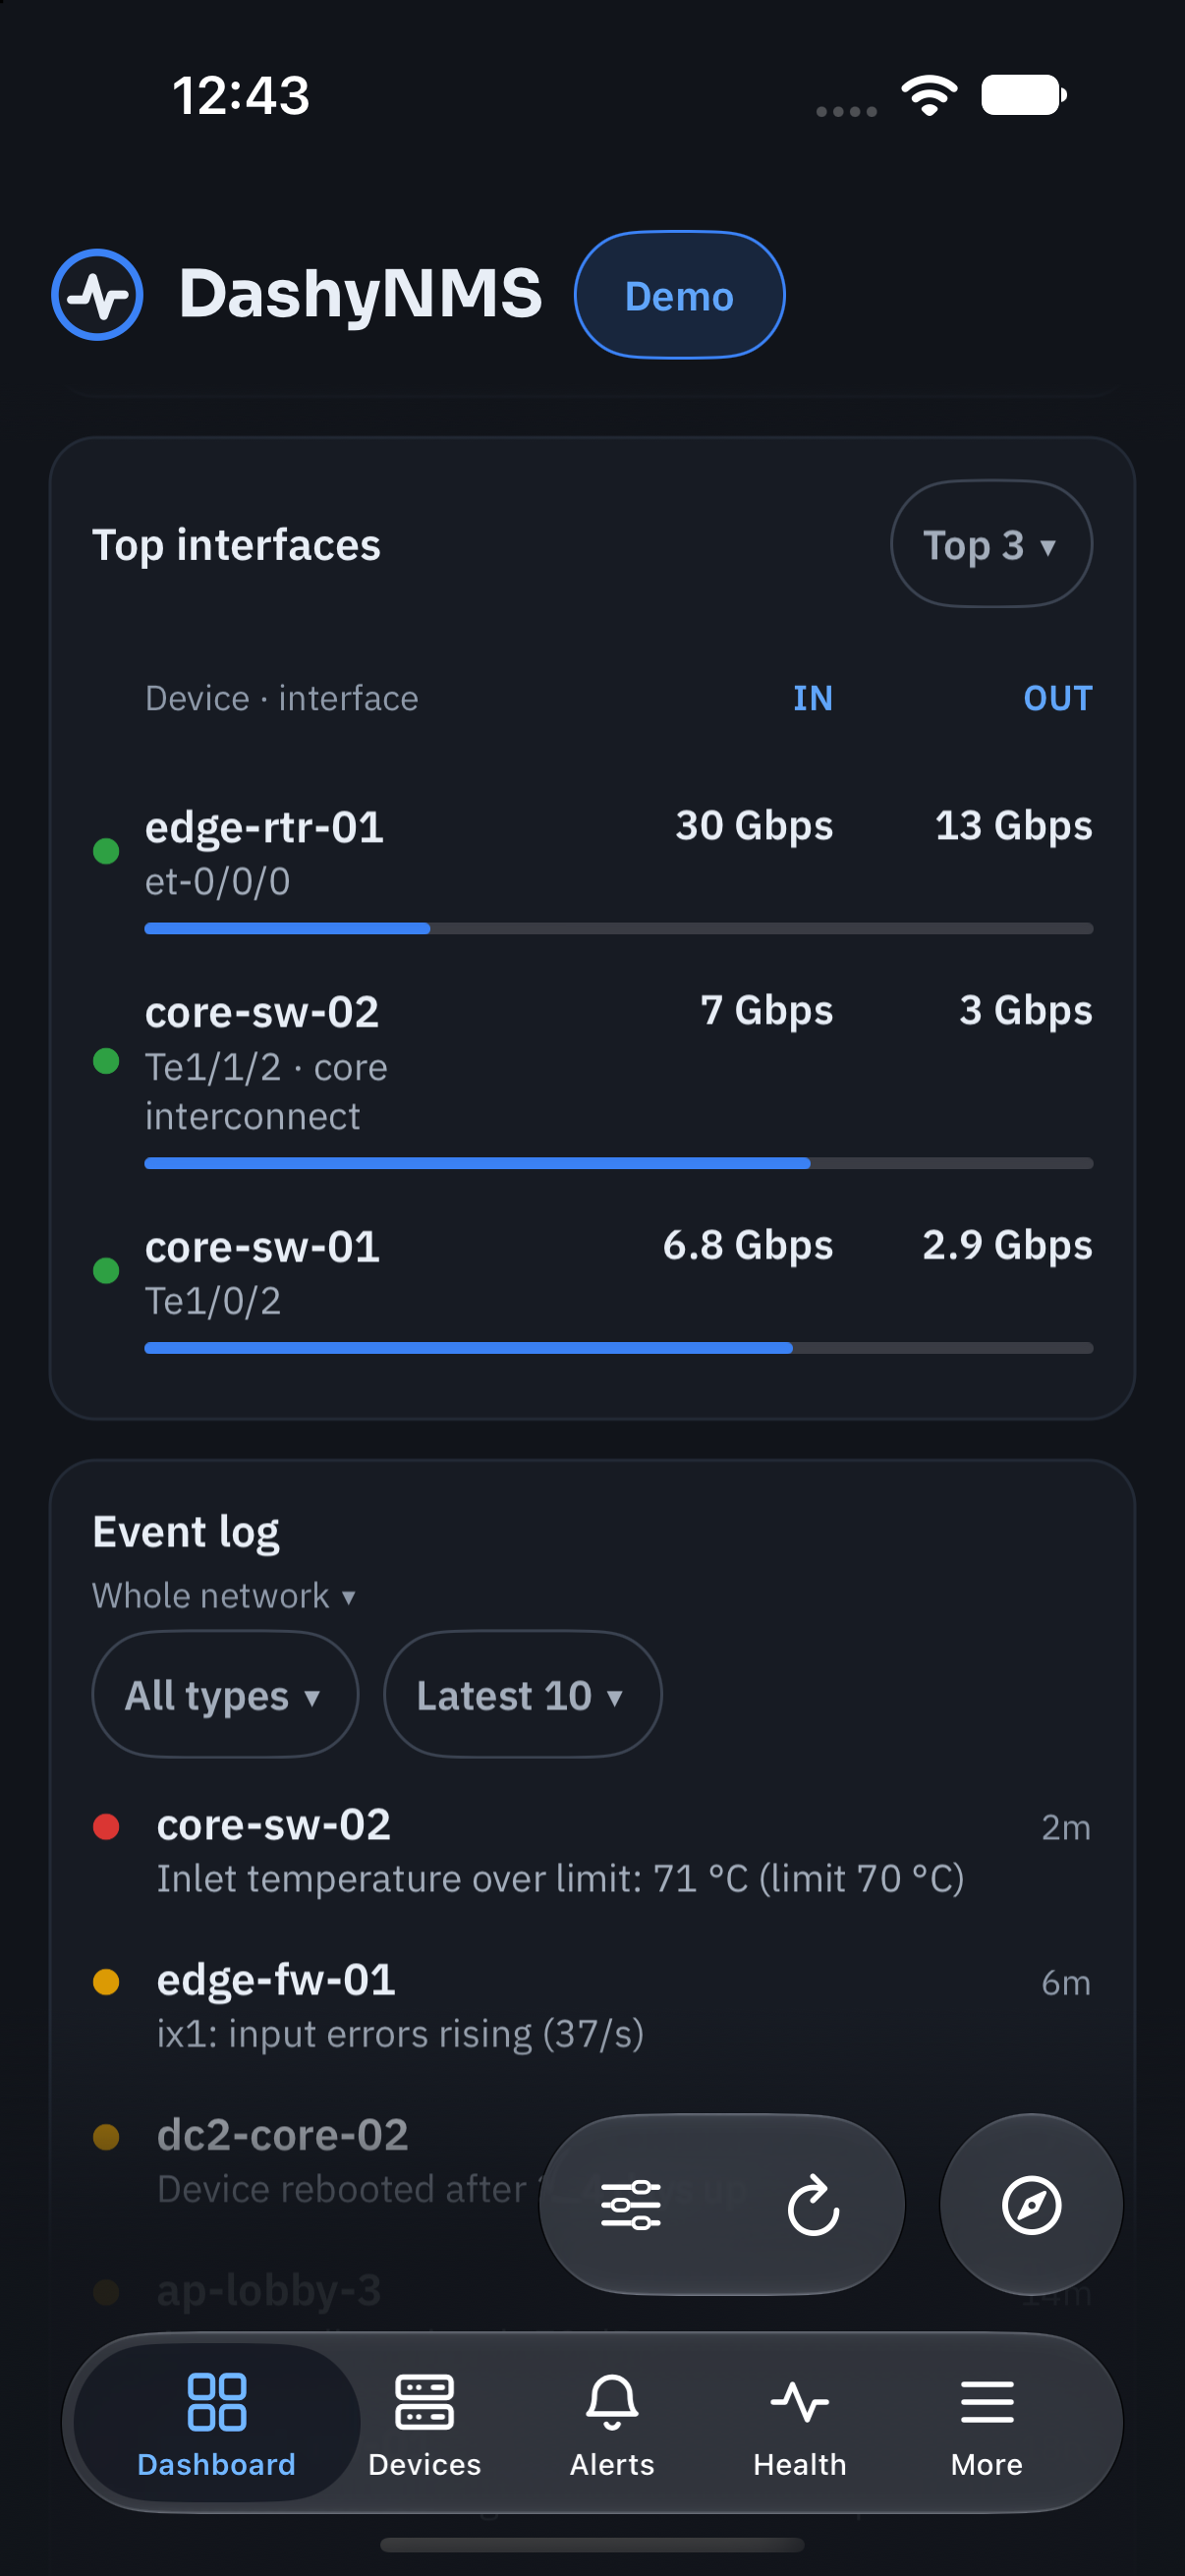 12:43
DashyNMS
Demo
Top interfaces
Top 3 ▾
Device · interface
IN
OUT
edge-rtr-01
30 Gbps
13 Gbps
et-0/0/0
core-sw-02
7 Gbps
3 Gbps
Te1/1/2 · core
interconnect
core-sw-01
6.8 Gbps
2.9 Gbps
Te1/0/2
Event log
Whole network ▾
All types ▾
Latest 10 ▾
core-sw-02
2m
Inlet temperature over limit: 71 °C (limit 70 °C)
edge-fw-01
6m
ix1: input errors rising (37/s)
dc2-core-02
Device rebooted after
ap-lobby-3
14m
Dashboard
Devices
Alerts
Health
More